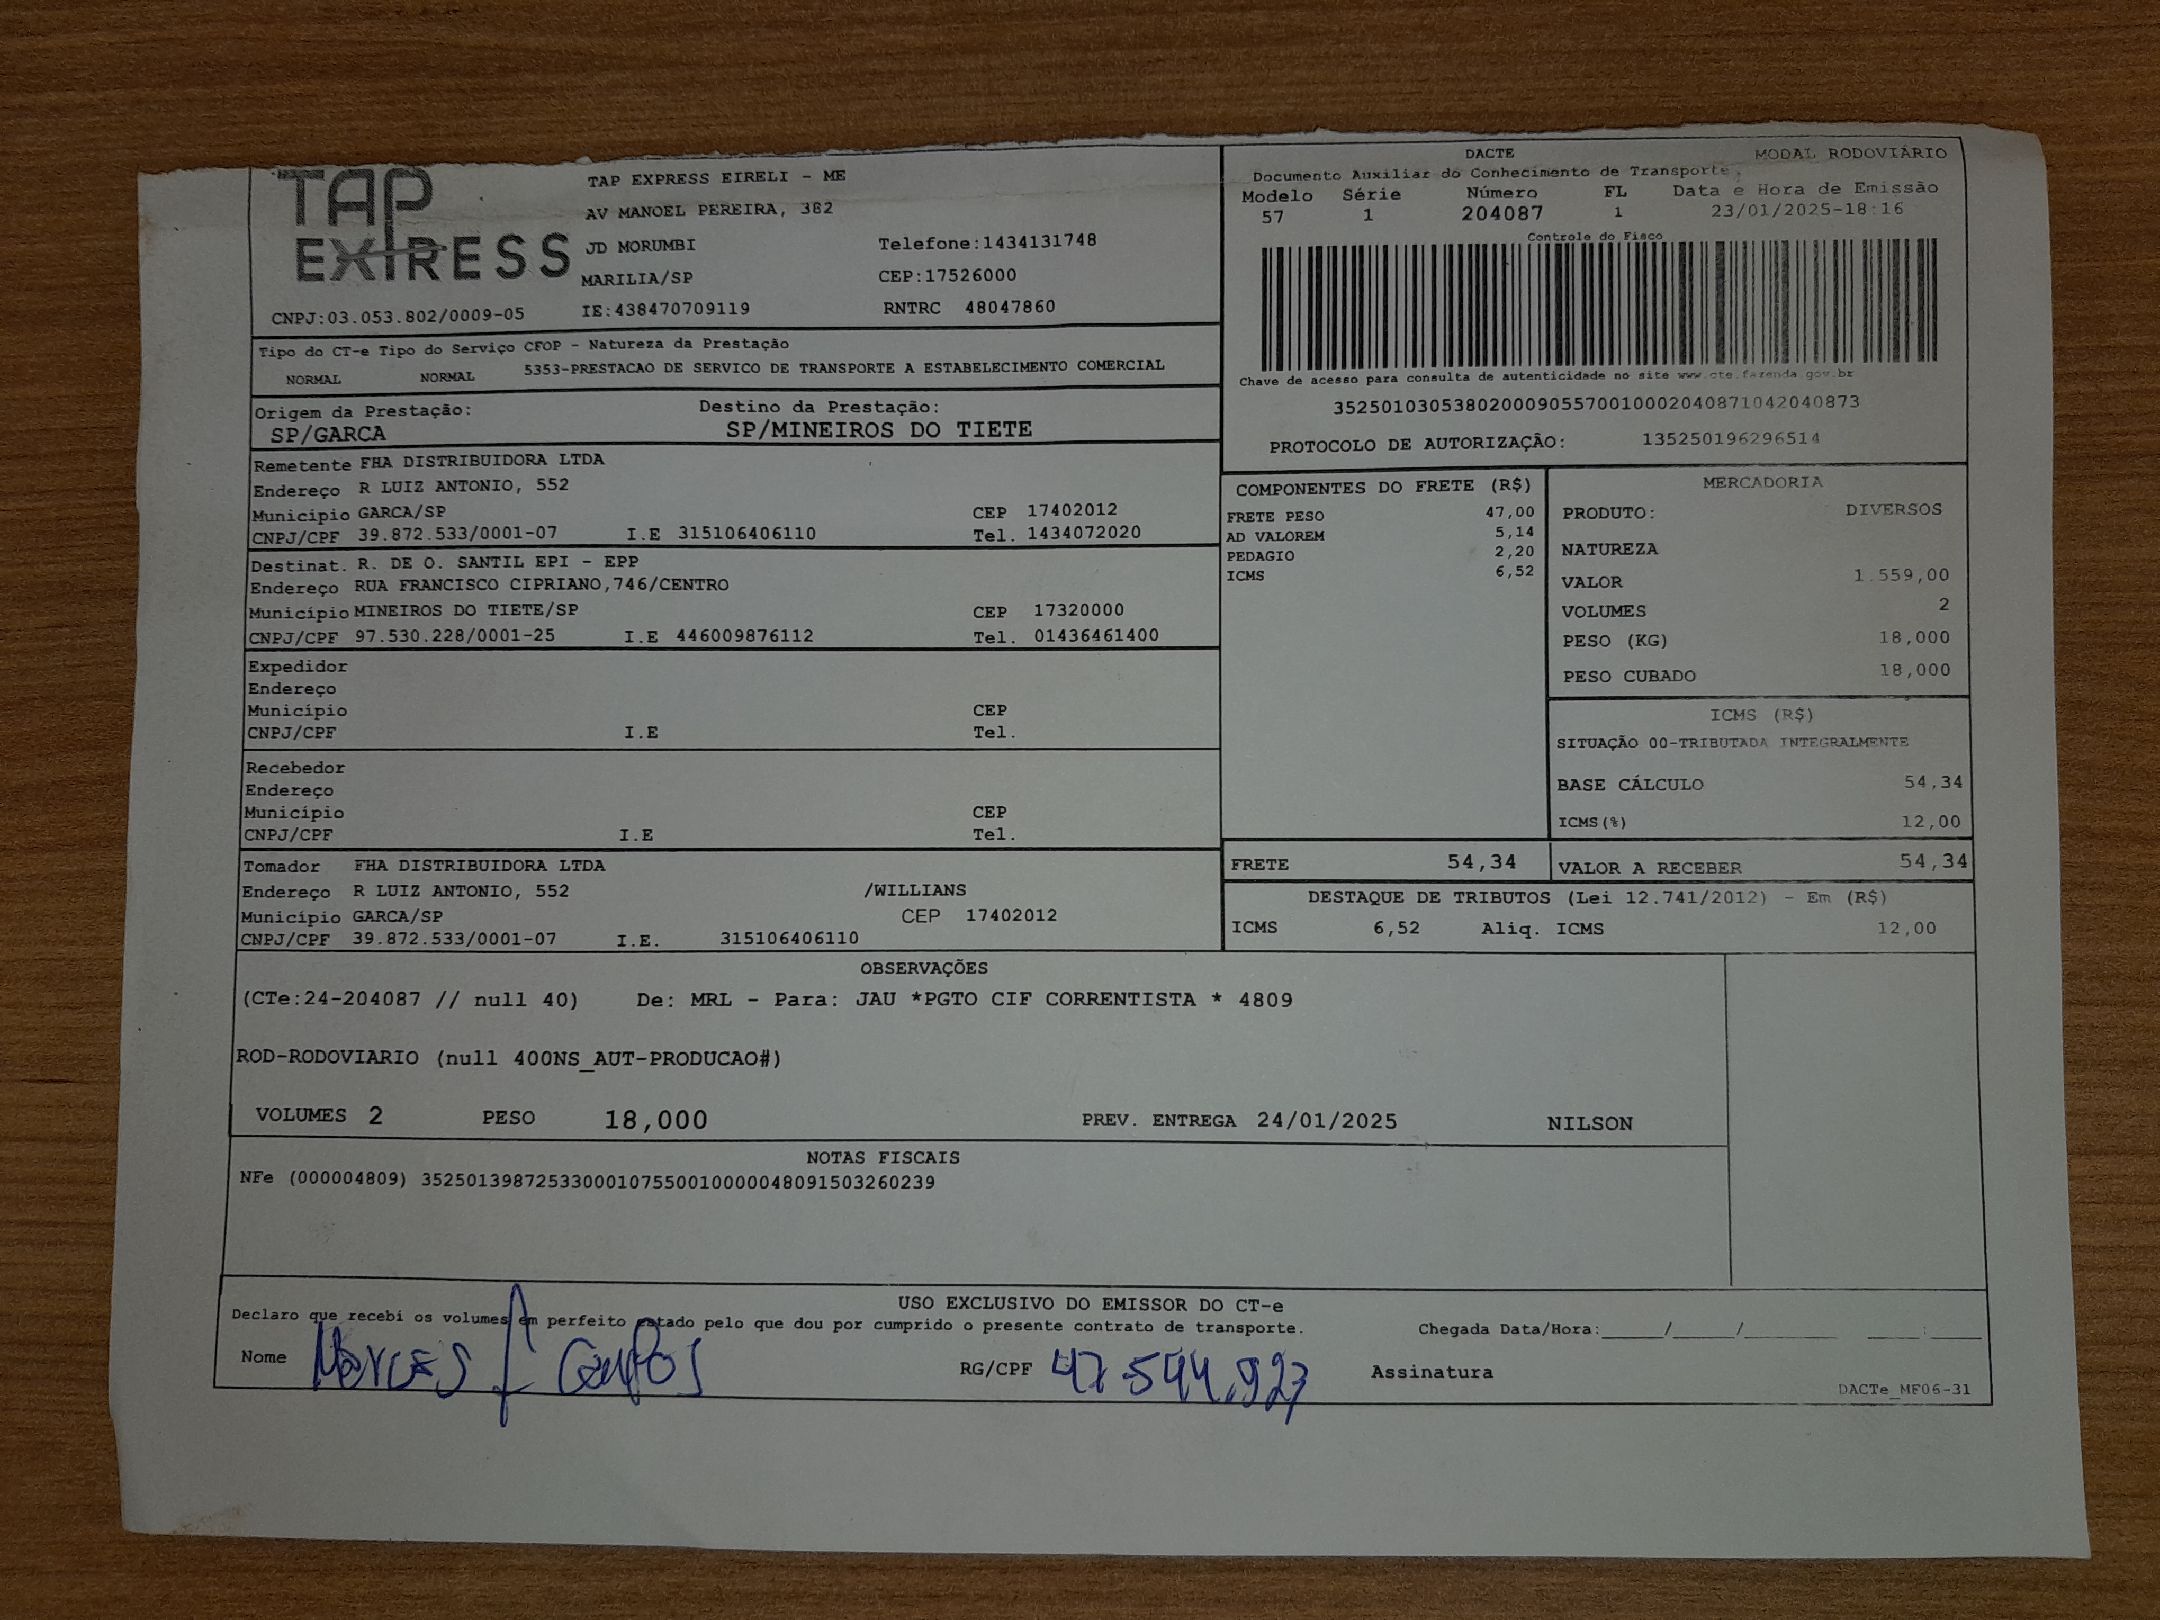 TAP
EXPRESS
TAP EXPRESS EIRELI - ME
AV MANOEL PEREIRA, 382
JD MORUMBI Telefone:1434131748
MARILIA/SP CEP:17526000
CNPJ:03.053.802/0009-05 IE:438470709119 RNTRC 48047860
DACTE MODAL RODOVIÁRIO
Documento Auxiliar do Conhecimento de Transporte.
Modelo Série Número FL Data e Hora de Emissão
57 1 204087 1 23/01/2025-18:16
Controle do Fisco
Chave de acesso para consulta de autenticidade no site www.cte.fazenda.gov.br
35250103053802000905570010002040871042040873
PROTOCOLO DE AUTORIZAÇÃO: 135250196296514
Tipo do CT-e Tipo do Serviço CFOP - Natureza da Prestação
NORMAL NORMAL 5353-PRESTACAO DE SERVICO DE TRANSPORTE A ESTABELECIMENTO COMERCIAL
Origem da Prestação: Destino da Prestação:
SP/GARCA SP/MINEIROS DO TIETE
Remetente FHA DISTRIBUIDORA LTDA
Endereço R LUIZ ANTONIO, 552
Município GARCA/SP CEP 17402012
CNPJ/CPF 39.872.533/0001-07 I.E 315106406110 Tel. 1434072020
Destinat. R. DE O. SANTIL EPI - EPP
Endereço RUA FRANCISCO CIPRIANO,746/CENTRO
Município MINEIROS DO TIETE/SP CEP 17320000
CNPJ/CPF 97.530.228/0001-25 I.E 446009876112 Tel. 01436461400
Expedidor
Endereço
Município CEP
CNPJ/CPF I.E Tel.
Recebedor
Endereço
Município CEP
CNPJ/CPF I.E Tel.
Tomador FHA DISTRIBUIDORA LTDA
Endereço R LUIZ ANTONIO, 552 /WILLIANS
Município GARCA/SP CEP 17402012
CNPJ/CPF 39.872.533/0001-07 I.E. 315106406110
COMPONENTES DO FRETE (R$)
FRETE PESO 47,00
AD VALOREM 5,14
PEDAGIO 2,20
ICMS 6,52
MERCADORIA
PRODUTO: DIVERSOS
NATUREZA
VALOR 1.559,00
VOLUMES 2
PESO (KG) 18,000
PESO CUBADO 18,000
ICMS (R$)
SITUAÇÃO 00-TRIBUTADA INTEGRALMENTE
BASE CÁLCULO 54,34
ICMS(%) 12,00
FRETE 54,34 VALOR A RECEBER 54,34
DESTAQUE DE TRIBUTOS (Lei 12.741/2012) - Em (R$)
ICMS 6,52 Aliq. ICMS 12,00
OBSERVAÇÕES
(CTe:24-204087 // null 40) De: MRL - Para: JAU *PGTO CIF CORRENTISTA * 4809
ROD-RODOVIARIO (null 400NS_AUT-PRODUCAO#)
VOLUMES 2 PESO 18,000 PREV. ENTREGA 24/01/2025 NILSON
NOTAS FISCAIS
NFe (000004809) 35250139872533000107550010000048091503260239
USO EXCLUSIVO DO EMISSOR DO CT-e
Declaro que recebi os volumes em perfeito estado pelo que dou por cumprido o presente contrato de transporte. Chegada Data/Hora:_____/_____/_______ ____:____
Nome RG/CPF 47.544.927 Assinatura
DACTe_MF06-31